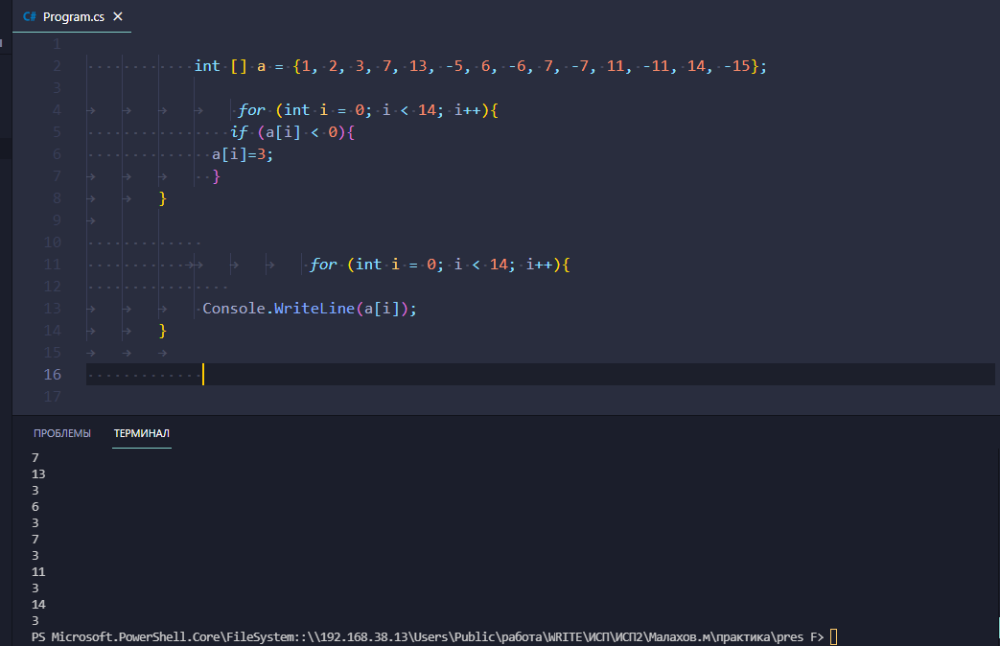 C# Program.cs ✕
1
2 int [] a = {1, 2, 3, 7, 13, -5, 6, -6, 7, -7, 11, -11, 14, -15};
3
4 for (int i = 0; i < 14; i++){
5 if (a[i] < 0){
6 a[i]=3;
7 }
8 }
9
10
11 for (int i = 0; i < 14; i++){
12
13 Console.WriteLine(a[i]);
14 }
15
16
17
ПРОБЛЕМЫ ТЕРМИНАЛ
7
13
3
6
3
7
3
11
3
14
3
PS Microsoft.PowerShell.Core\FileSystem::\\192.168.38.13\Users\Public\работа\WRITE\ИСП\ИСП2\Малахов.м\практика\pres F>